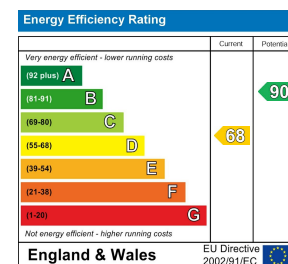 Energy Efficiency Rating
Current Potentia
Very energy efficient - lower running costs
(92 plus) A
(81-91) B
90
(69-80) C
(55-68) D
68
(39-54) E
(21-38) F
(1-20) G
Not energy efficient - higher running costs
England & Wales
EU Directive
2002/91/EC